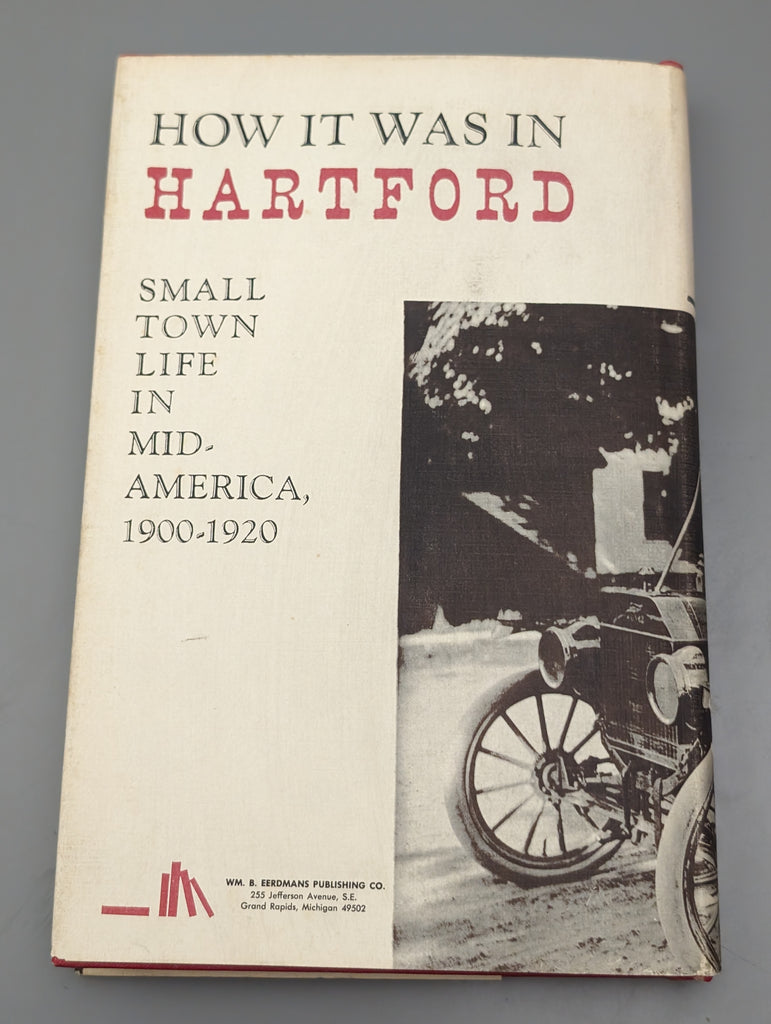 HOW IT WAS IN
HARTFORD
SMALL
TOWN
LIFE
IN
MID-
AMERICA,
1900-1920
WM. B. EERDMANS PUBLISHING CO.
255 Jefferson Avenue, S.E.
Grand Rapids, Michigan 49502